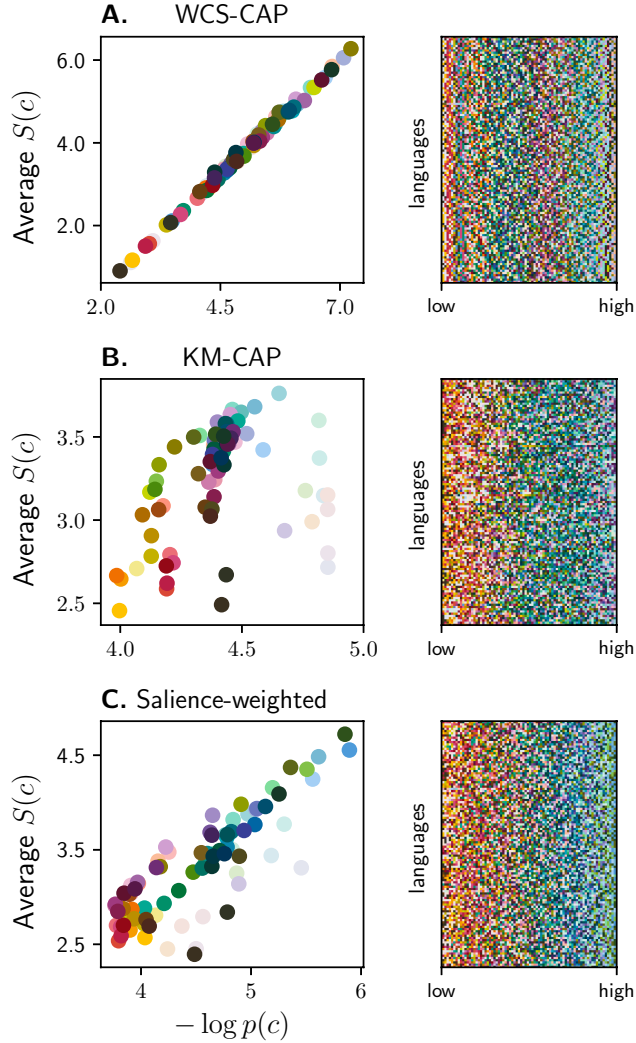 A. WCS-CAP
Average S(c)
6.0
4.0
2.0
2.0 4.5 7.0
languages
low high
B. KM-CAP
Average S(c)
3.5
3.0
2.5
4.0 4.5 5.0
languages
low high
C. Salience-weighted
Average S(c)
4.5
3.5
2.5
4 5 6
− log p(c)
languages
low high